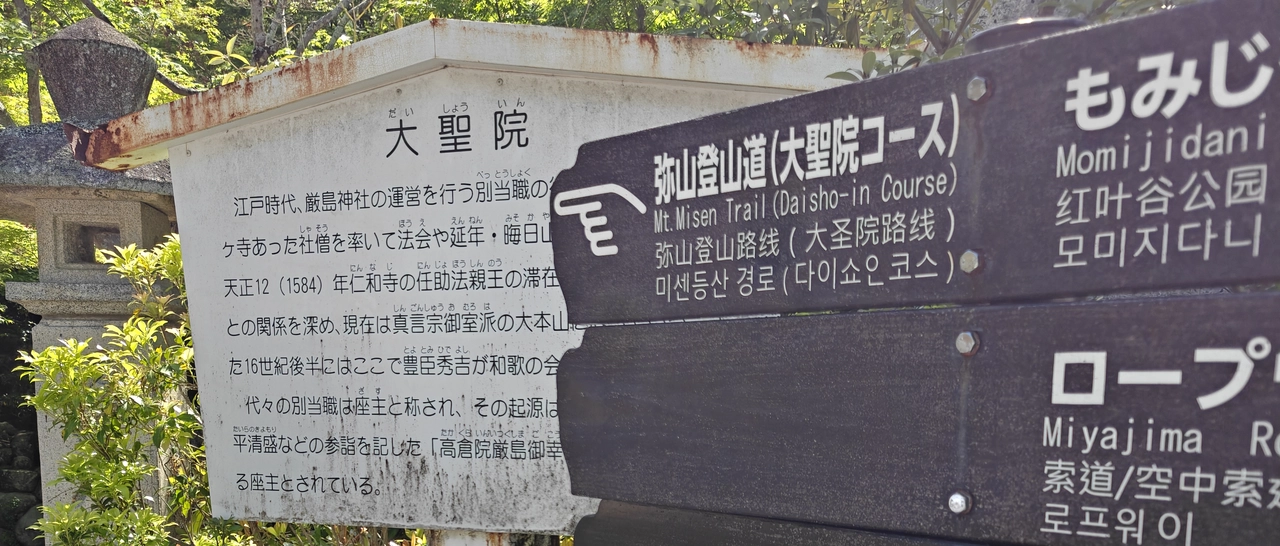 大聖院
江戸時代、厳島神社の運営を行う別当職の
ヶ寺あった社僧を率いて法会や延年・晦日山
天正12（1584）年仁和寺の任助法親王の滞在
との関係を深め、現在は真言宗御室派の大本山
た16世紀後半にはここで豊臣秀吉が和歌の会
代々の別当職は座主と称され、その起源は
平清盛などの参詣を記した「高倉院厳島御幸
る座主とされている。
弥山登山道(大聖院コース)
Mt.Misen Trail(Daisho-in Course)
弥山登山路线(大圣院路线)
미센등산 경로(다이쇼인 코스)
もみじ
Momijidani
红叶谷公园
모미지다니
ロープ
Miyajima
索道/空中索
로프웨이